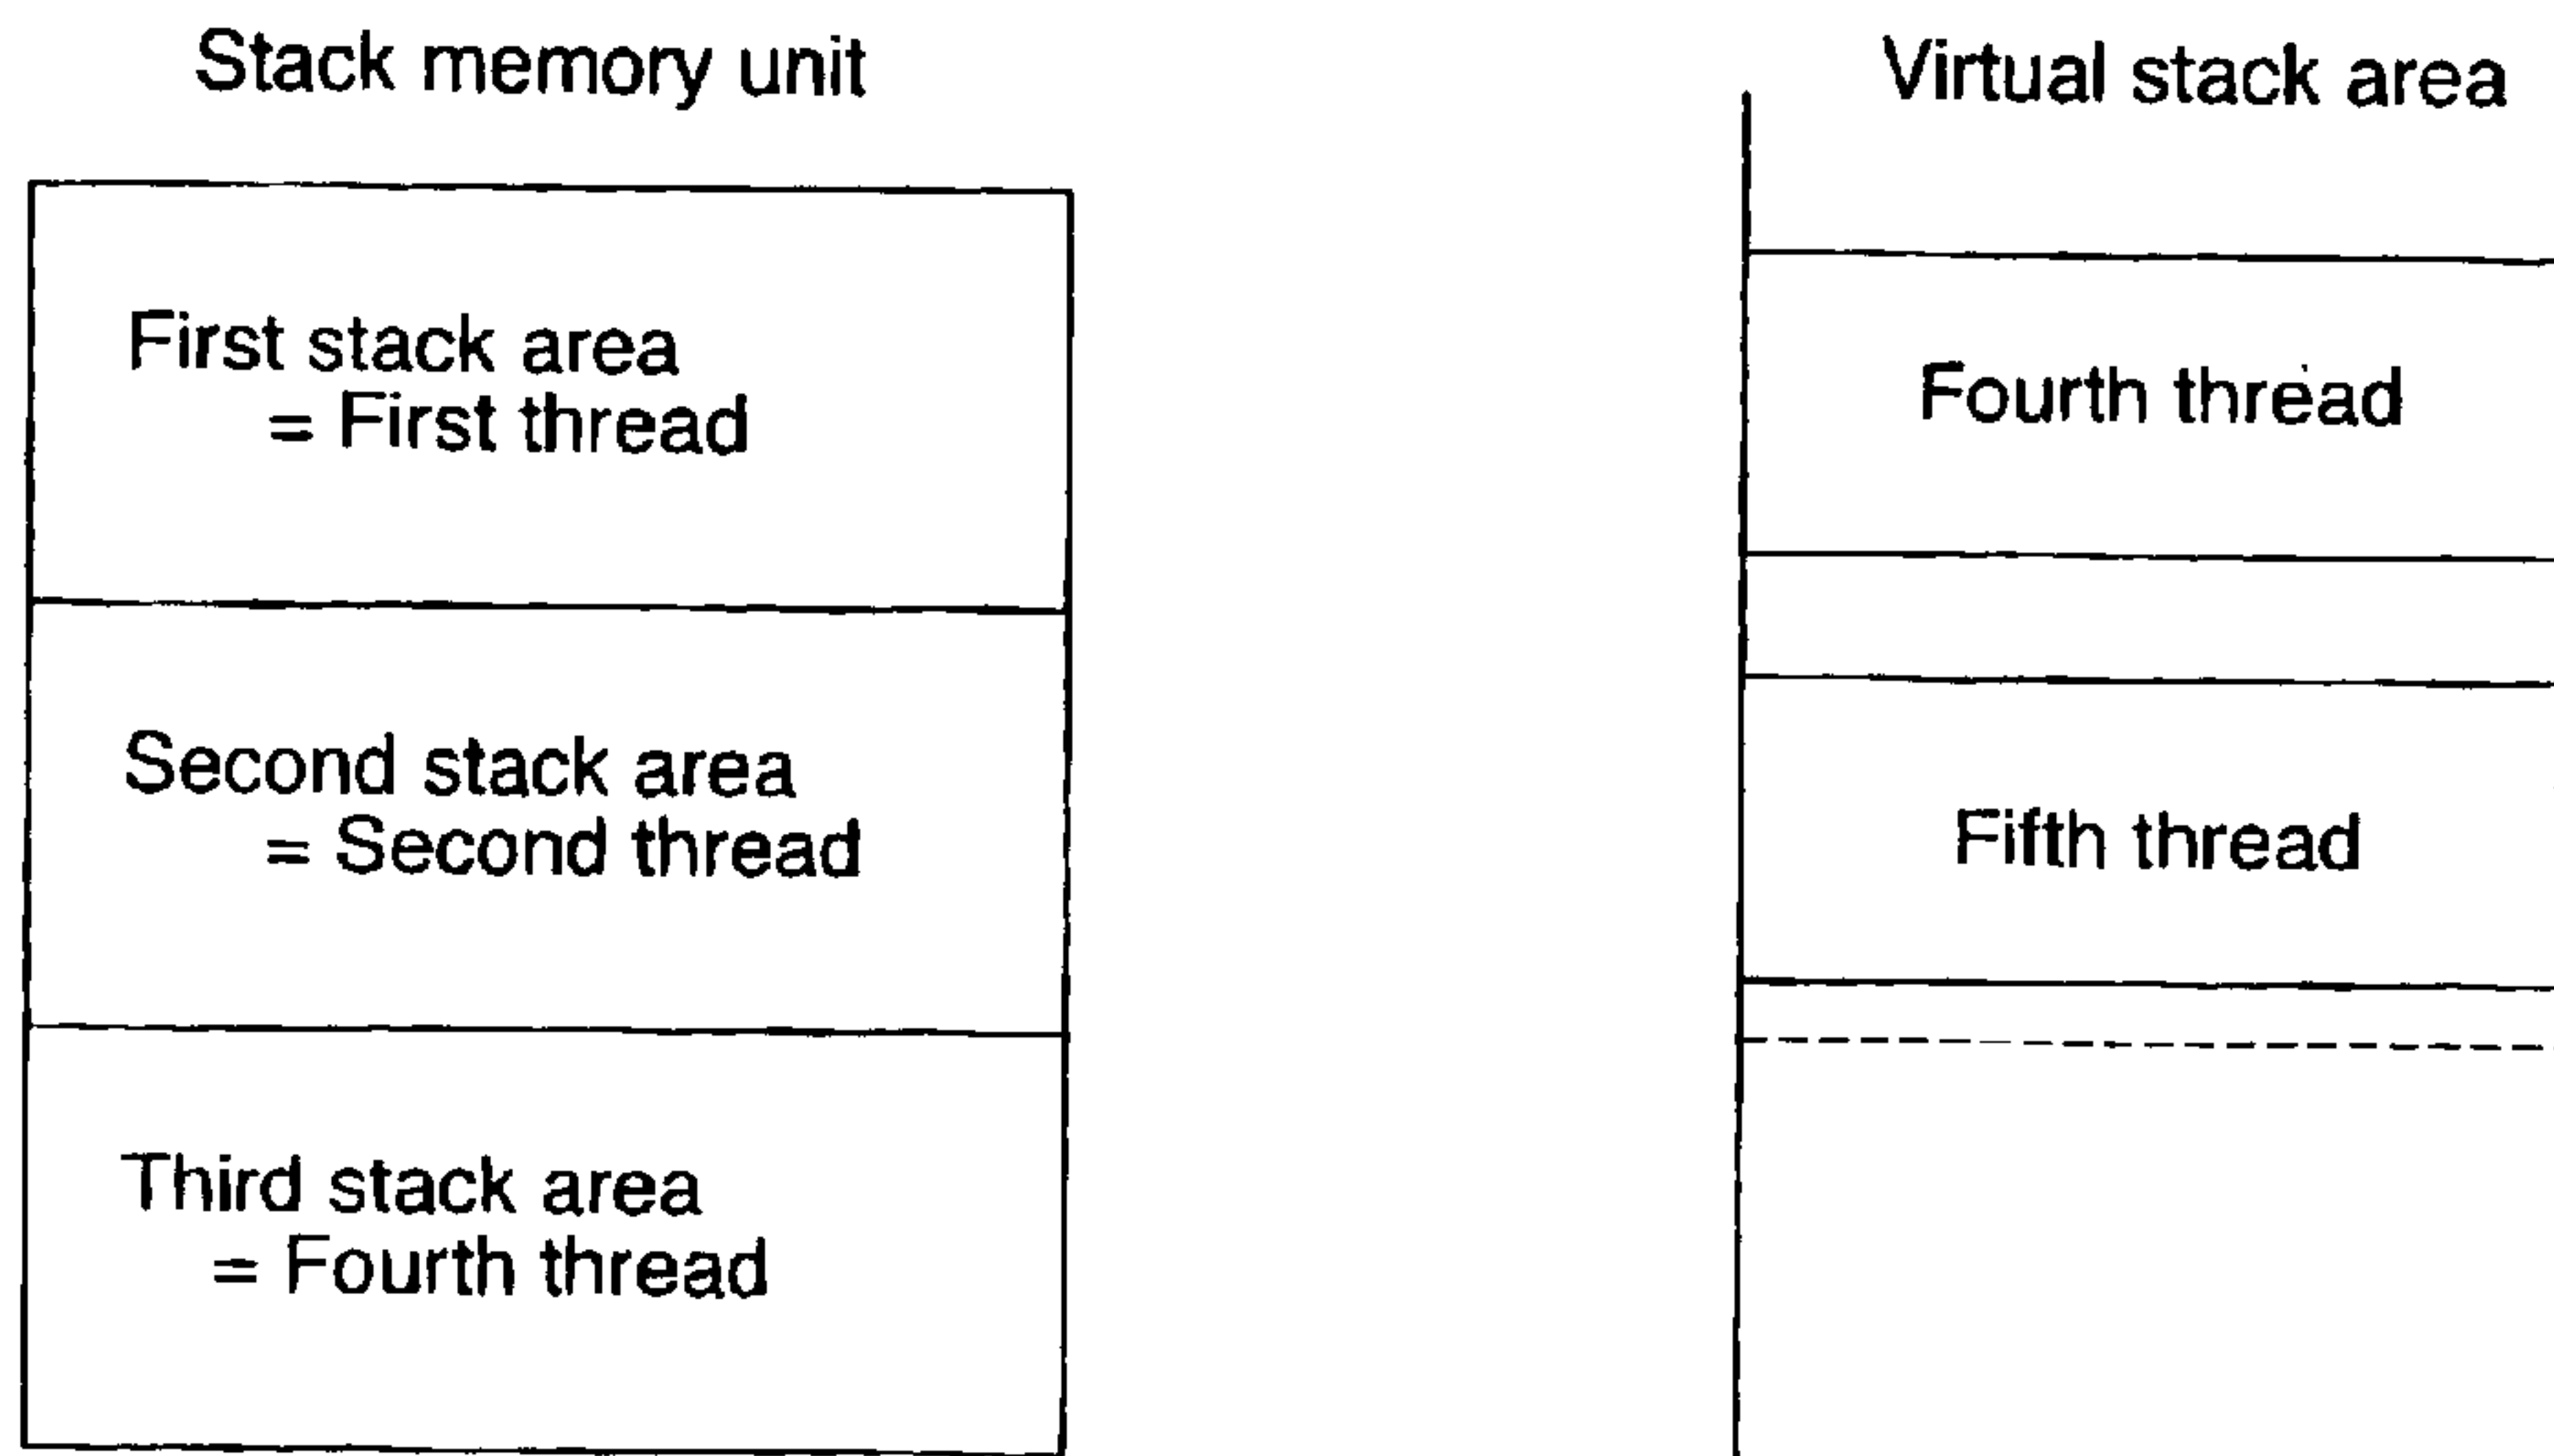 Stack memory unit
First stack area
= First thread
Second stack area
= Second thread
Third stack area
= Fourth thread
Virtual stack area
Fourth thread
Fifth thread